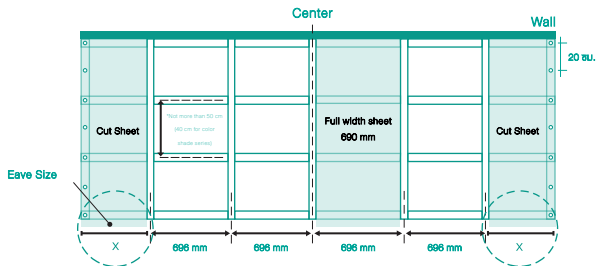 Center
Wall
20 ซม.
*Not more than 50 cm
(40 cm for color
shade series)
Cut Sheet
Full width sheet
690 mm
Cut Sheet
Eave Size
X
696 mm
696 mm
696 mm
696 mm
X